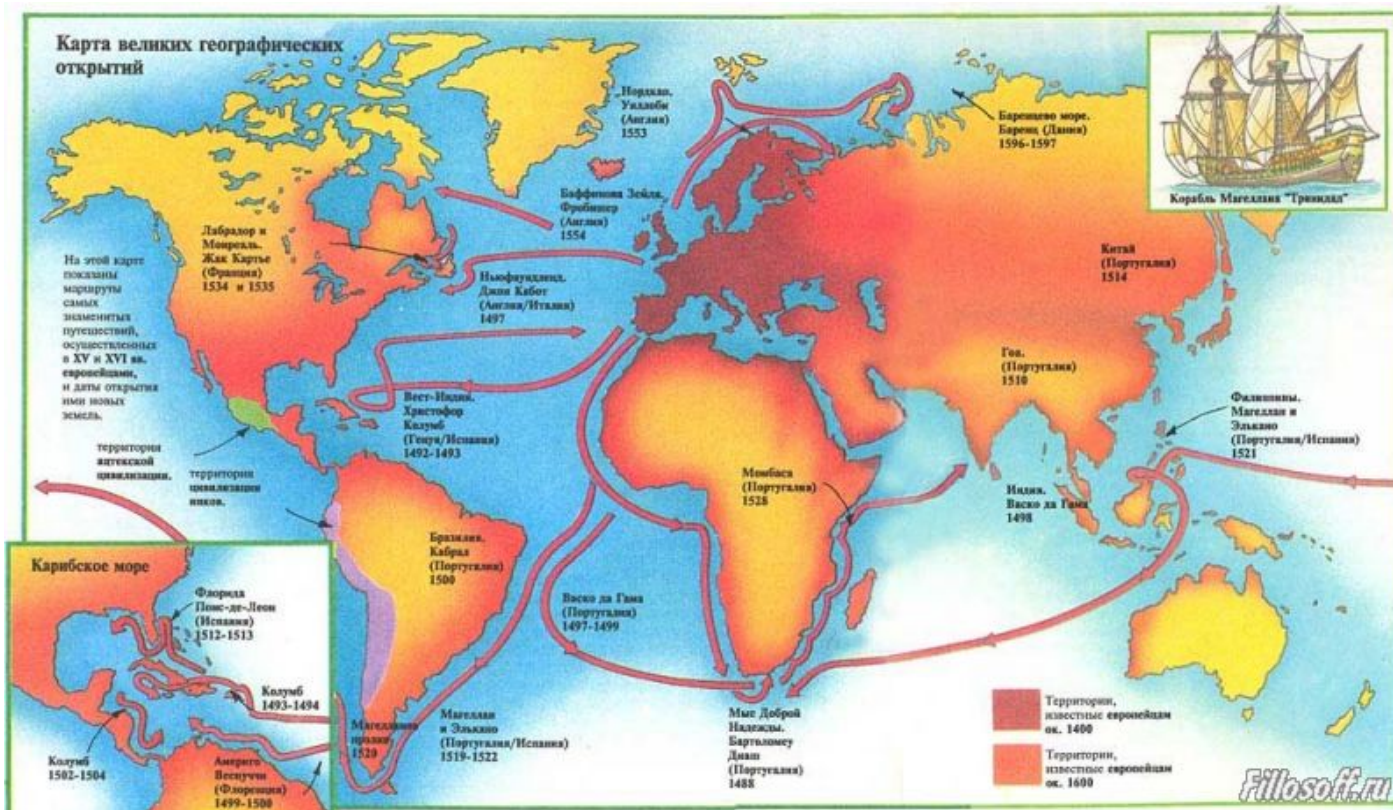 Карта великих географических
открытий
На этой карте
показаны
маршруты
самых
знаменитых
путешествий,
осуществленных
в XV и XVI вв.
европейцами,
и даты открытия
ими новых
земель.
Нордкап.
Уиллоби
(Англия)
1553
Баренцево море.
Баренц (Дания)
1596-1597
Корабль Магеллана "Тринидад"
Баффинова Зейля.
Фробишер
(Англия)
1554
Лабрадор и
Монреаль.
Жак Картье
(Франция)
1534 и 1535
Ньюфаундленд.
Джон Кабот
(Англия/Италия)
1497
Китай
(Португалия)
1514
Гоа.
(Португалия)
1510
Вест-Индия.
Христофор
Колумб
(Генуя/Испания)
1492-1493
Филиппины.
Магеллан и
Элькано
(Португалия/Испания)
1521
территория
ацтекской
цивилизации.
территория
цивилизации
инков.
Момбаса
(Португалия)
1528
Индия.
Васко да Гама
1498
Бразилия.
Кабрал
(Португалия)
1500
Васко да Гама
(Португалия)
1497-1499
Карибское море
Флорида
Понс-де-Леон
(Испания)
1512-1513
Колумб
1493-1494
Колумб
1502-1504
Америго
Веспуччи
(Флоренция)
1499-1500
Магелланов
пролив
1520
Магеллан
и Элькано
(Португалия/Испания)
1519-1522
Мыс Доброй
Надежды.
Бартоломеу
Диаш
(Португалия)
1488
Территории,
известные европейцам
ок. 1400
Территории,
известные европейцам
ок. 1600
Fillosoff.ru